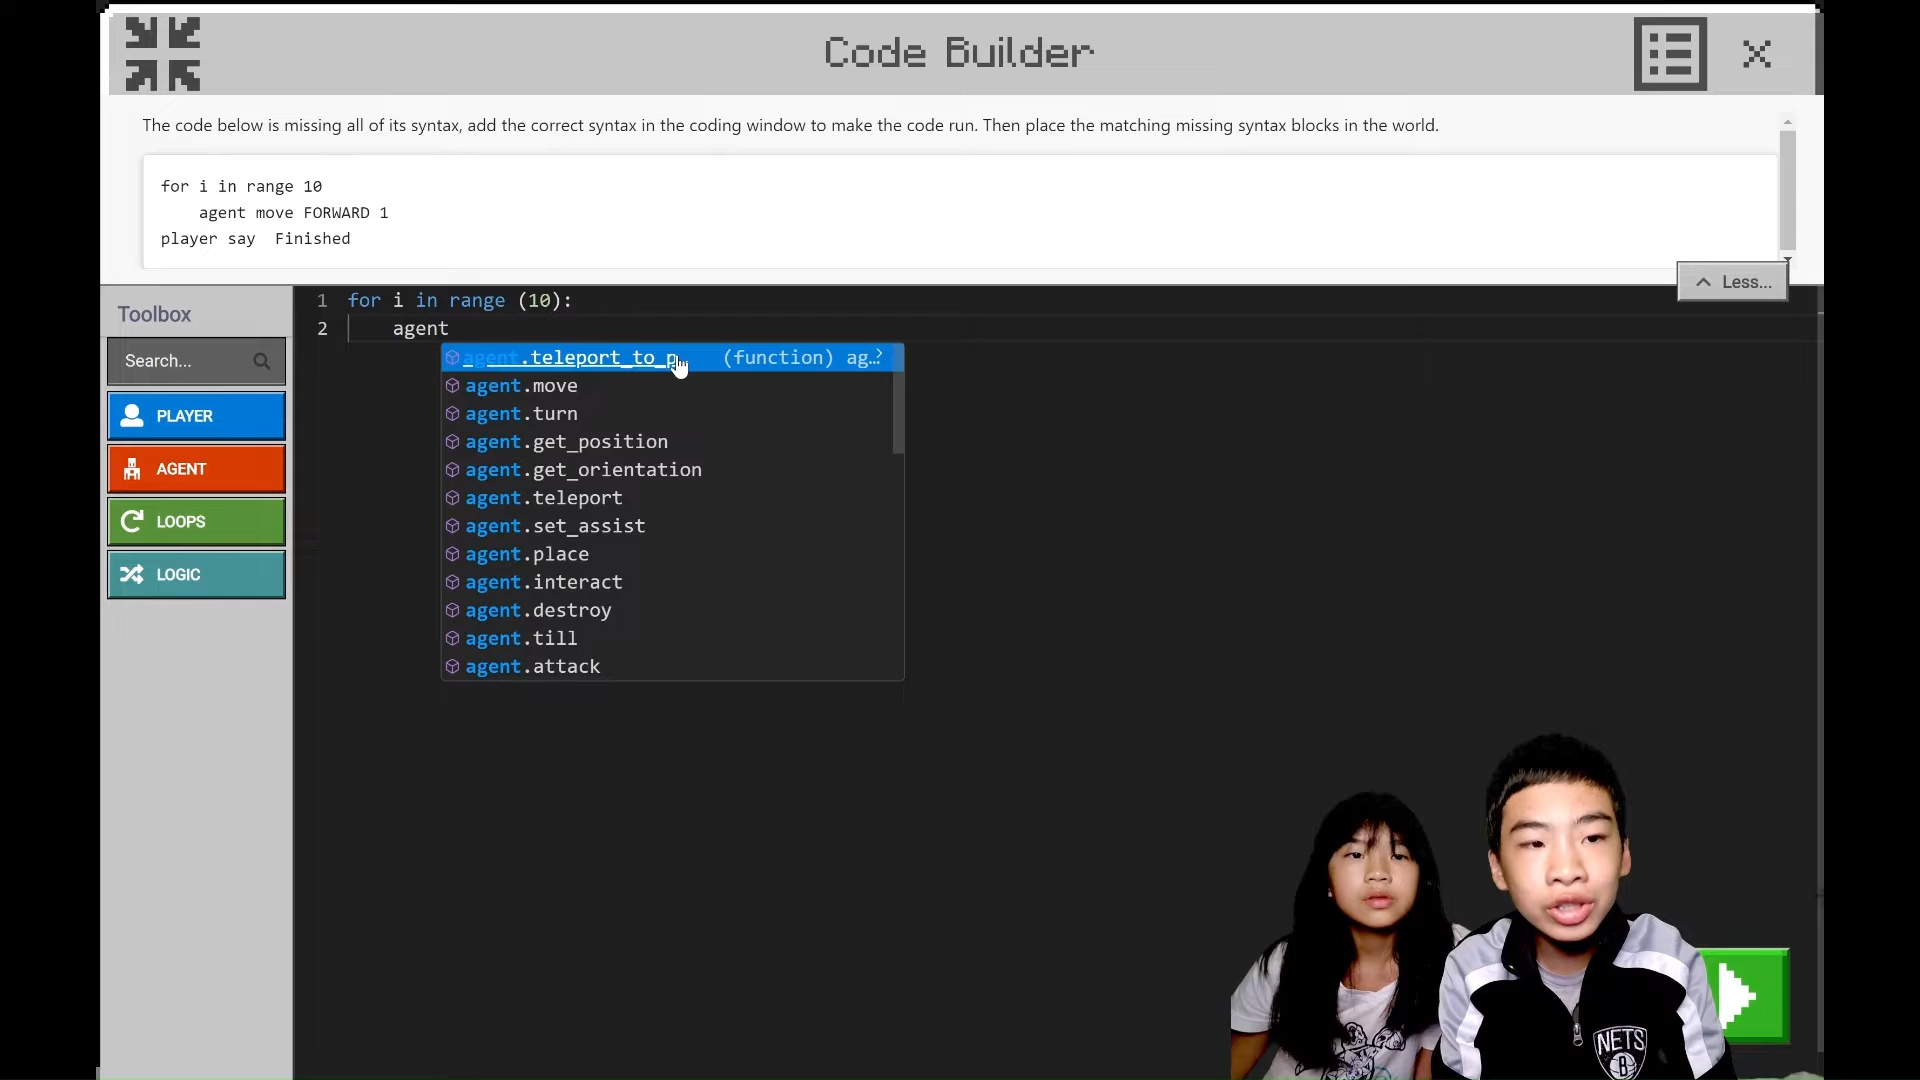 Code Builder
The code below is missing all of its syntax, add the correct syntax in the coding window to make the code run. Then place the matching missing syntax blocks in the world.
for i in range 10
    agent move FORWARD 1
player say  Finished
Less...
Toolbox
Search...
PLAYER
AGENT
LOOPS
LOGIC
1 for i in range (10):
2     agent
agent.teleport_to_p (function) ag…
agent.move
agent.turn
agent.get_position
agent.get_orientation
agent.teleport
agent.set_assist
agent.place
agent.interact
agent.destroy
agent.till
agent.attack
NETS
B